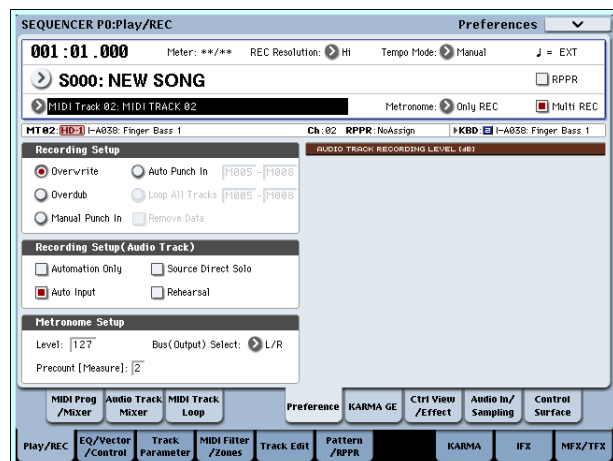 SEQUENCER P0:Play/REC Preferences
001:01.000 Meter: **/** REC Resolution: Hi Tempo Mode: Manual ♩ = EXT
S000: NEW SONG RPPR
MIDI Track 02: MIDI TRACK 02 Metronome: Only REC Multi REC
MT02: HD-1 I-A038: Finger Bass 1 Ch:02 RPPR:NoAssign ▶KBD: I-A038: Finger Bass 1
Recording Setup
AUDIO TRACK RECORDING LEVEL [dB]
Overwrite Auto Punch In M005 - M008
Overdub Loop All Tracks M005 - M008
Manual Punch In Remove Data
Recording Setup(Audio Track)
Automation Only Source Direct Solo
Auto Input Rehearsal
Metronome Setup
Level: 127 Bus(Output) Select: L/R
Precount [Measure]: 2
MIDI Prog /Mixer Audio Track Mixer MIDI Track Loop Preference KARMA GE Ctrl View /Effect Audio In/ Sampling Control Surface
Play/REC EQ/Vector /Control Track Parameter MIDI Filter /Zones Track Edit Pattern /RPPR KARMA IFX MFX/TFX